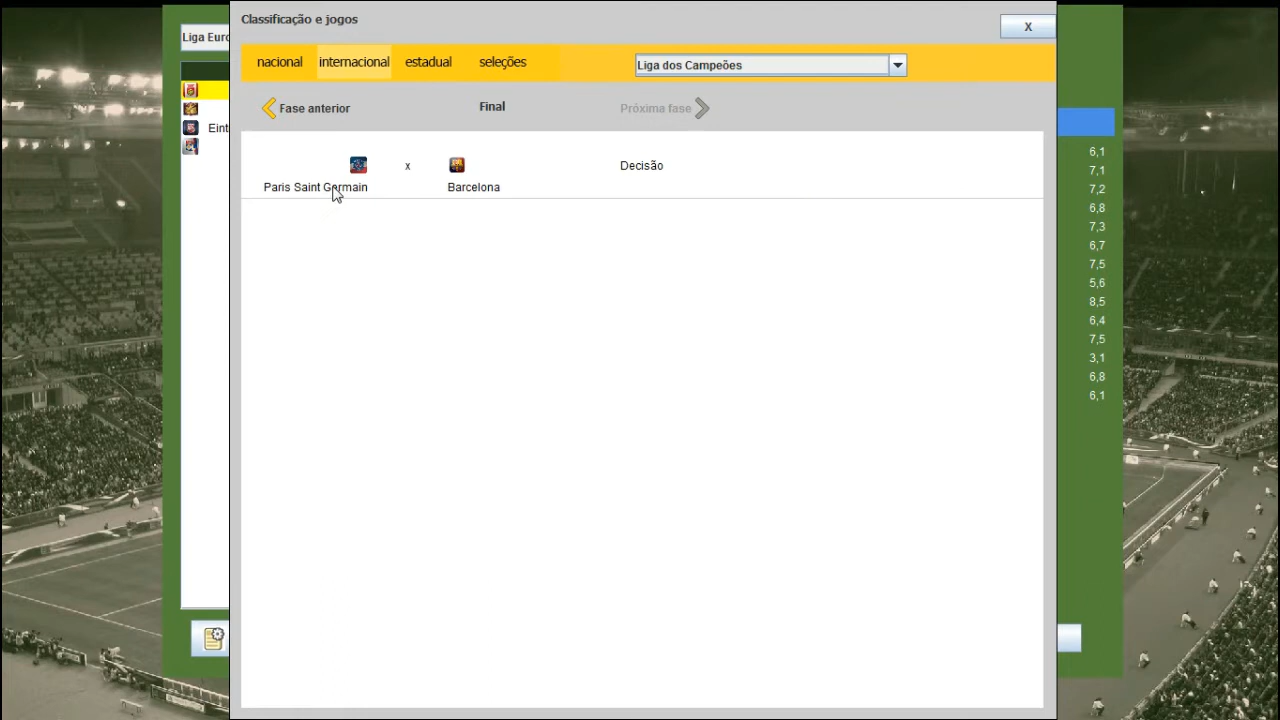 Classificação e jogos
X
Liga Euro
nacional internacional estadual seleções Liga dos Campeões
Fase anterior Final Próxima fase
x Decisão
Paris Saint Germain Barcelona
6,1
7,1
7,2
6,8
7,3
6,7
7,5
5,6
8,5
6,4
7,5
3,1
6,8
6,1